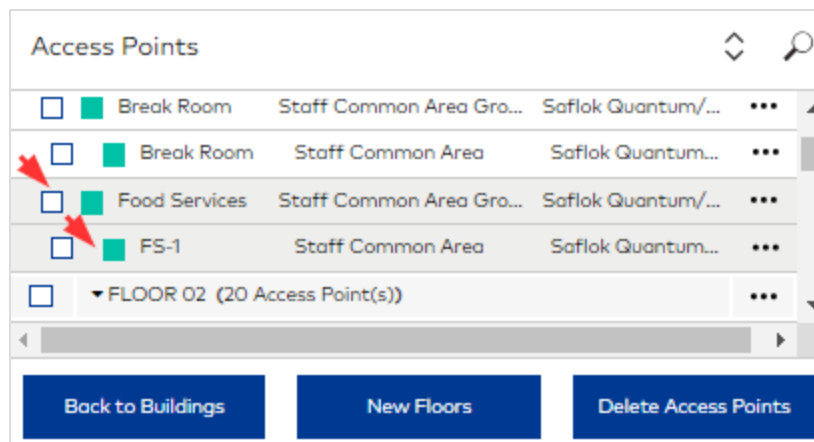 Access Points
Break Room Staff Common Area Gro... Saflok Quantum/... •••
Break Room Staff Common Area Saflok Quantum... •••
Food Services Staff Common Area Gro... Saflok Quantum/... •••
FS-1 Staff Common Area Saflok Quantum... •••
FLOOR 02 (20 Access Point(s)) •••
Back to Buildings New Floors Delete Access Points